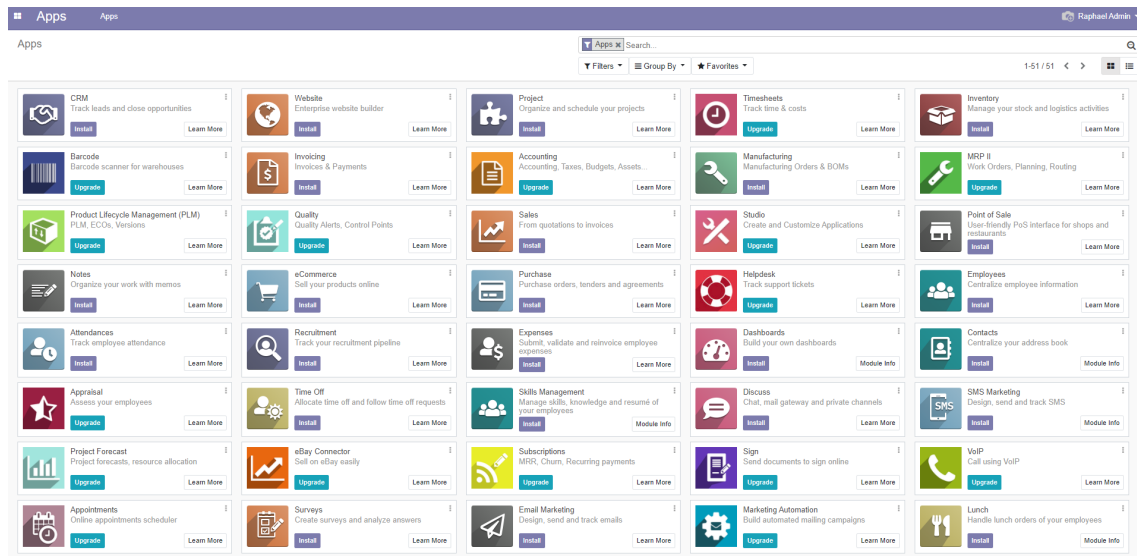 Apps Apps Raphael Admin
Apps
Apps Search...
Filters Group By Favorites 1-51 / 51
CRM
Track leads and close opportunities
Install Learn More
Website
Enterprise website builder
Install Learn More
Project
Organize and schedule your projects
Install Learn More
Timesheets
Track time & costs
Upgrade Learn More
Inventory
Manage your stock and logistics activities
Install Learn More
Barcode
Barcode scanner for warehouses
Upgrade Learn More
Invoicing
Invoices & Payments
Install Learn More
Accounting
Accounting, Taxes, Budgets, Assets...
Upgrade Learn More
Manufacturing
Manufacturing Orders & BOMs
Install Learn More
MRP II
Work Orders, Planning, Routing
Upgrade Learn More
Product Lifecycle Management (PLM)
PLM, ECOs, Versions
Upgrade Learn More
Quality
Quality Alerts, Control Points
Upgrade Learn More
Sales
From quotations to invoices
Install Learn More
Studio
Create and Customize Applications
Upgrade Learn More
Point of Sale
User-friendly PoS interface for shops and
restaurants
Install Learn More
Notes
Organize your work with memos
Install Learn More
eCommerce
Sell your products online
Install Learn More
Purchase
Purchase orders, tenders and agreements
Install Learn More
Helpdesk
Track support tickets
Upgrade Learn More
Employees
Centralize employee information
Install Learn More
Attendances
Track employee attendance
Install Learn More
Recruitment
Track your recruitment pipeline
Install Learn More
Expenses
Submit, validate and reinvoice employee
expenses
Install Learn More
Dashboards
Build your own dashboards
Install Module Info
Contacts
Centralize your address book
Install Module Info
Appraisal
Assess your employees
Upgrade Learn More
Time Off
Allocate time off and follow time off requests
Install Learn More
Skills Management
Manage skills, knowledge and resumé of
your employees
Install Module Info
Discuss
Chat, mail gateway and private channels
Install Learn More
SMS Marketing
Design, send and track SMS
SMS
Install Learn More
Project Forecast
Project forecasts, resource allocation
Upgrade Learn More
eBay Connector
Sell on eBay easily
Upgrade Learn More
Subscriptions
MRR, Churn, Recurring payments
Upgrade Learn More
Sign
Send documents to sign online
Upgrade Learn More
VoIP
Call using VoIP
Upgrade Learn More
Appointments
Online appointments scheduler
Upgrade Learn More
Surveys
Create surveys and analyze answers
Install Learn More
Email Marketing
Design, send and track emails
Install Learn More
Marketing Automation
Build automated mailing campaigns
Upgrade Learn More
Lunch
Handle lunch orders of your employees
Install Module Info